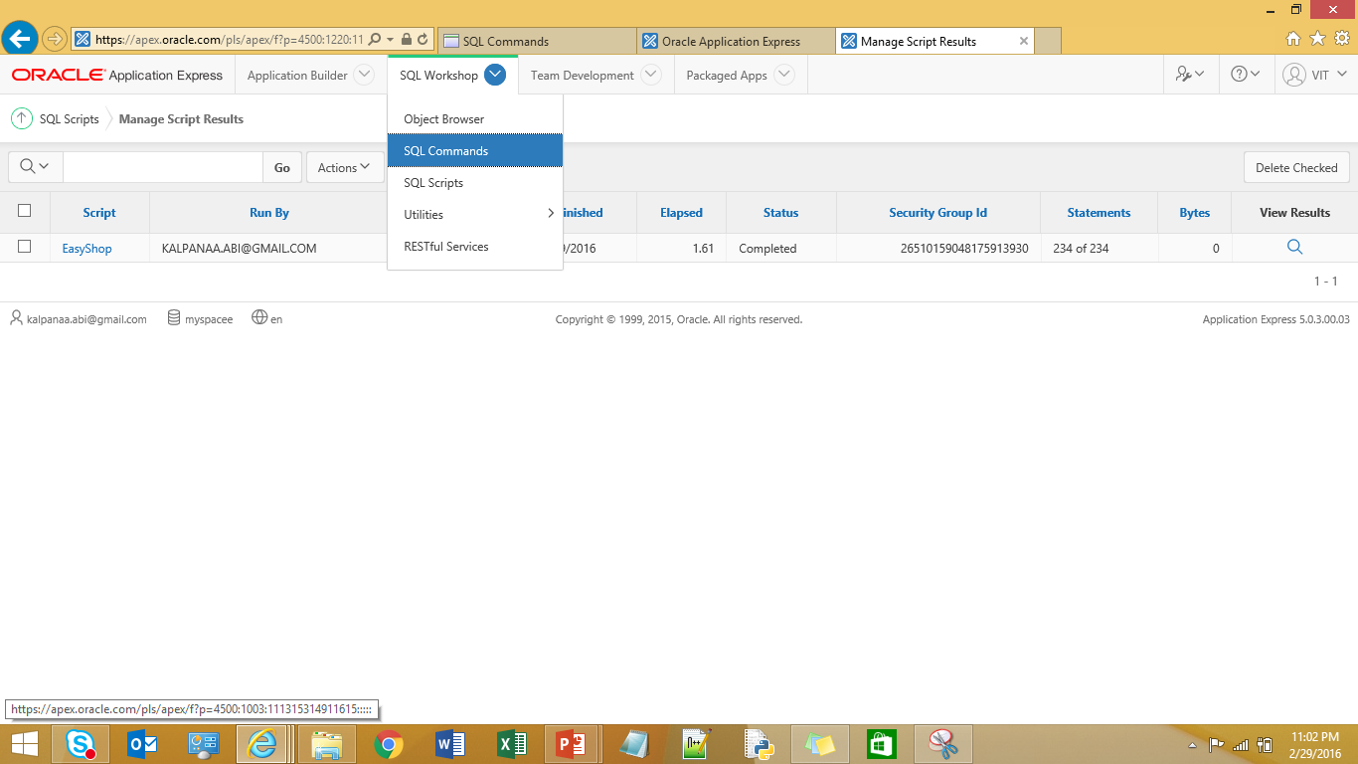 https://apex.oracle.com/pls/apex/f?p=4500:1220:11
SQL Commands
Oracle Application Express
Manage Script Results
ORACLE Application Express
Application Builder
SQL Workshop
Team Development
Packaged Apps
VIT
SQL Scripts
Manage Script Results
Object Browser
SQL Commands
SQL Scripts
Utilities
RESTful Services
Go
Actions
Delete Checked
Script Run By inished Elapsed Status Security Group Id Statements Bytes View Results
EasyShop KALPANAA.ABI@GMAIL.COM /2016 1.61 Completed 26510159048175913930 234 of 234 0
1 - 1
kalpanaa.abi@gmail.com myspacee en
Copyright © 1999, 2015, Oracle. All rights reserved.
Application Express 5.0.3.00.03
https://apex.oracle.com/pls/apex/f?p=4500:1003:111315314911615:::::
11:02 PM
2/29/2016